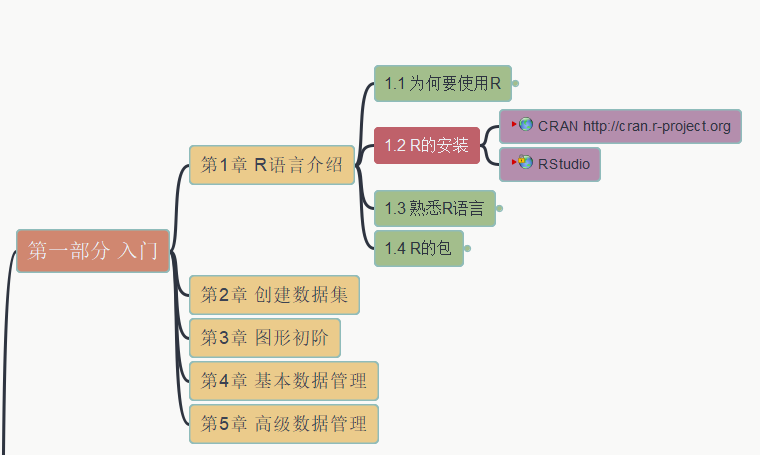 第一部分 入门
第1章 R语言介绍
1.1 为何要使用R
1.2 R的安装
CRAN http://cran.r-project.org
RStudio
1.3 熟悉R语言
1.4 R的包
第2章 创建数据集
第3章 图形初阶
第4章 基本数据管理
第5章 高级数据管理